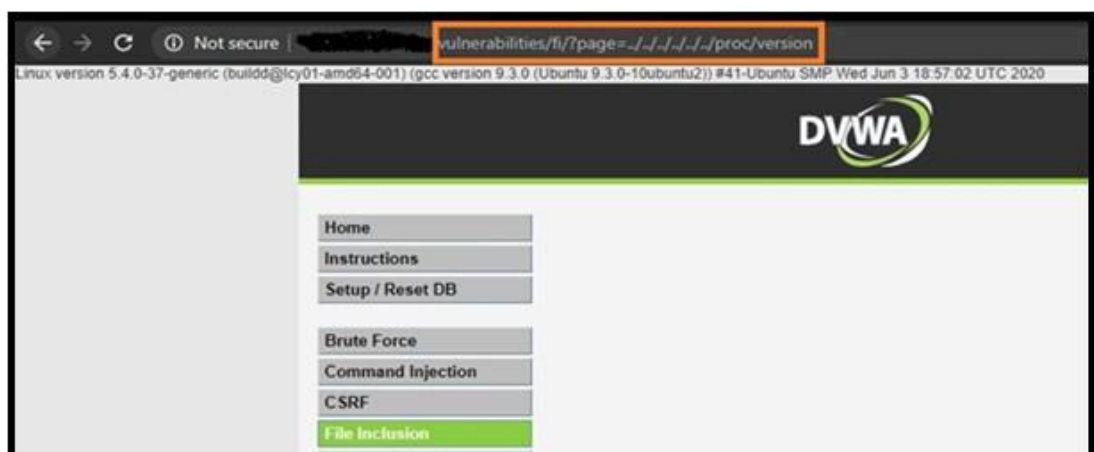 Not secure | vulnerabilities/fi/?page=../../../../../../proc/version
Linux version 5.4.0-37-generic (buildd@lcy01-amd64-001) (gcc version 9.3.0 (Ubuntu 9.3.0-10ubuntu2)) #41-Ubuntu SMP Wed Jun 3 18:57:02 UTC 2020
DVWA
Home
Instructions
Setup / Reset DB
Brute Force
Command Injection
CSRF
File Inclusion